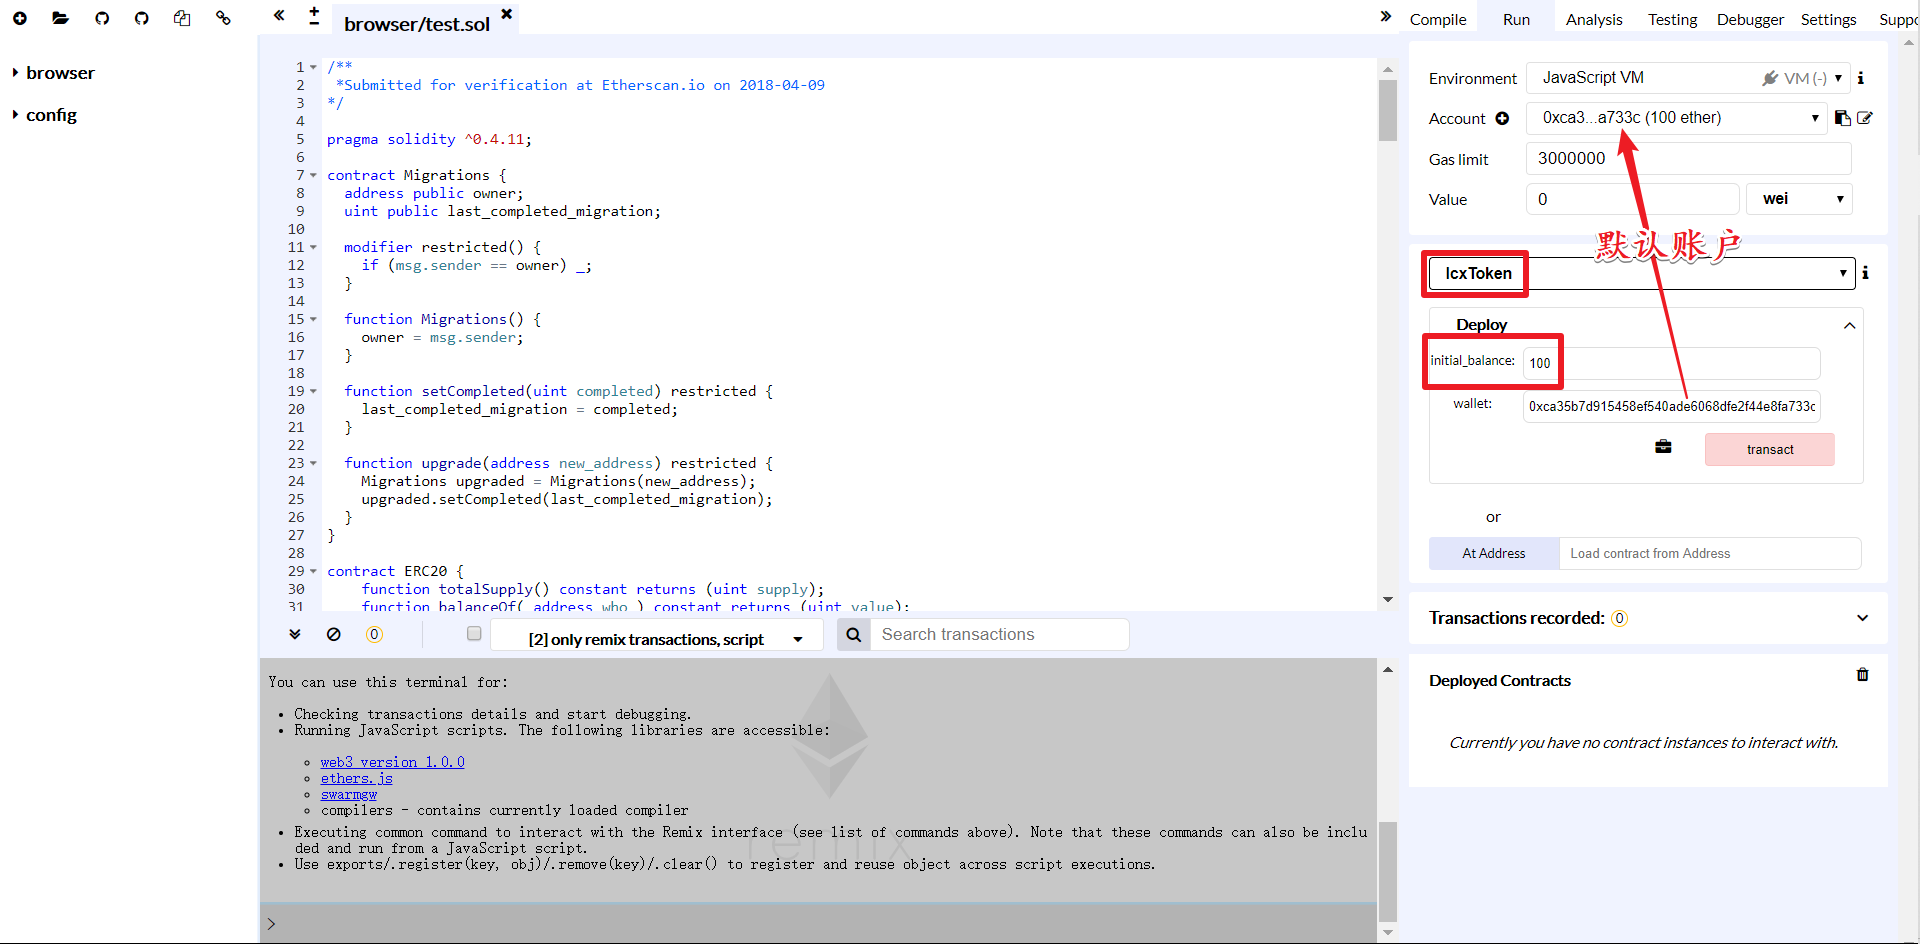 browser
config
browser/test.sol
1 /**
2  *Submitted for verification at Etherscan.io on 2018-04-09
3 */
4
5 pragma solidity ^0.4.11;
6
7 contract Migrations {
8   address public owner;
9   uint public last_completed_migration;
10
11   modifier restricted() {
12     if (msg.sender == owner) _;
13   }
14
15   function Migrations() {
16     owner = msg.sender;
17   }
18
19   function setCompleted(uint completed) restricted {
20     last_completed_migration = completed;
21   }
22
23   function upgrade(address new_address) restricted {
24     Migrations upgraded = Migrations(new_address);
25     upgraded.setCompleted(last_completed_migration);
26   }
27 }
28
29 contract ERC20 {
30     function totalSupply() constant returns (uint supply);
31     function balanceOf( address who ) constant returns (uint value);
0
[2] only remix transactions, script
Search transactions
You can use this terminal for:
• Checking transactions details and start debugging.
• Running JavaScript scripts. The following libraries are accessible:
◦ web3 version 1.0.0
◦ ethers.js
◦ swarmgw
◦ compilers - contains currently loaded compiler
• Executing common command to interact with the Remix interface (see list of commands above). Note that these commands can also be inclu
ded and run from a JavaScript script.
• Use exports/.register(key, obj)/.remove(key)/.clear() to register and reuse object across script executions.
remix
>
Compile Run Analysis Testing Debugger Settings Suppo
Environment JavaScript VM VM (-)
Account 0xca3...a733c (100 ether)
Gas limit 3000000
Value 0 wei
默认账户
IcxToken
Deploy
initial_balance: 100
wallet: 0xca35b7d915458ef540ade6068dfe2f44e8fa733c
transact
or
At Address Load contract from Address
Transactions recorded: 0
Deployed Contracts
Currently you have no contract instances to interact with.